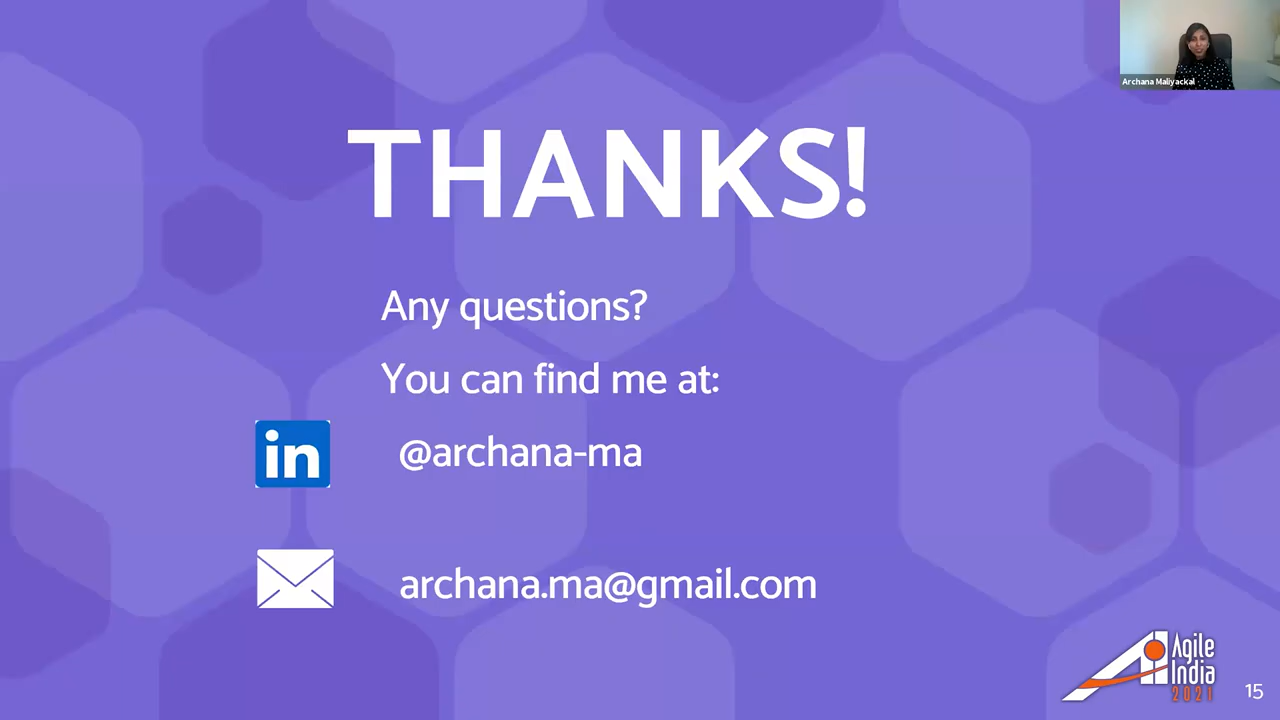 Archana Maliyackal
THANKS!
Any questions?
You can find me at:
in
@archana-ma
archana.ma@gmail.com
Agile
India
2021
15